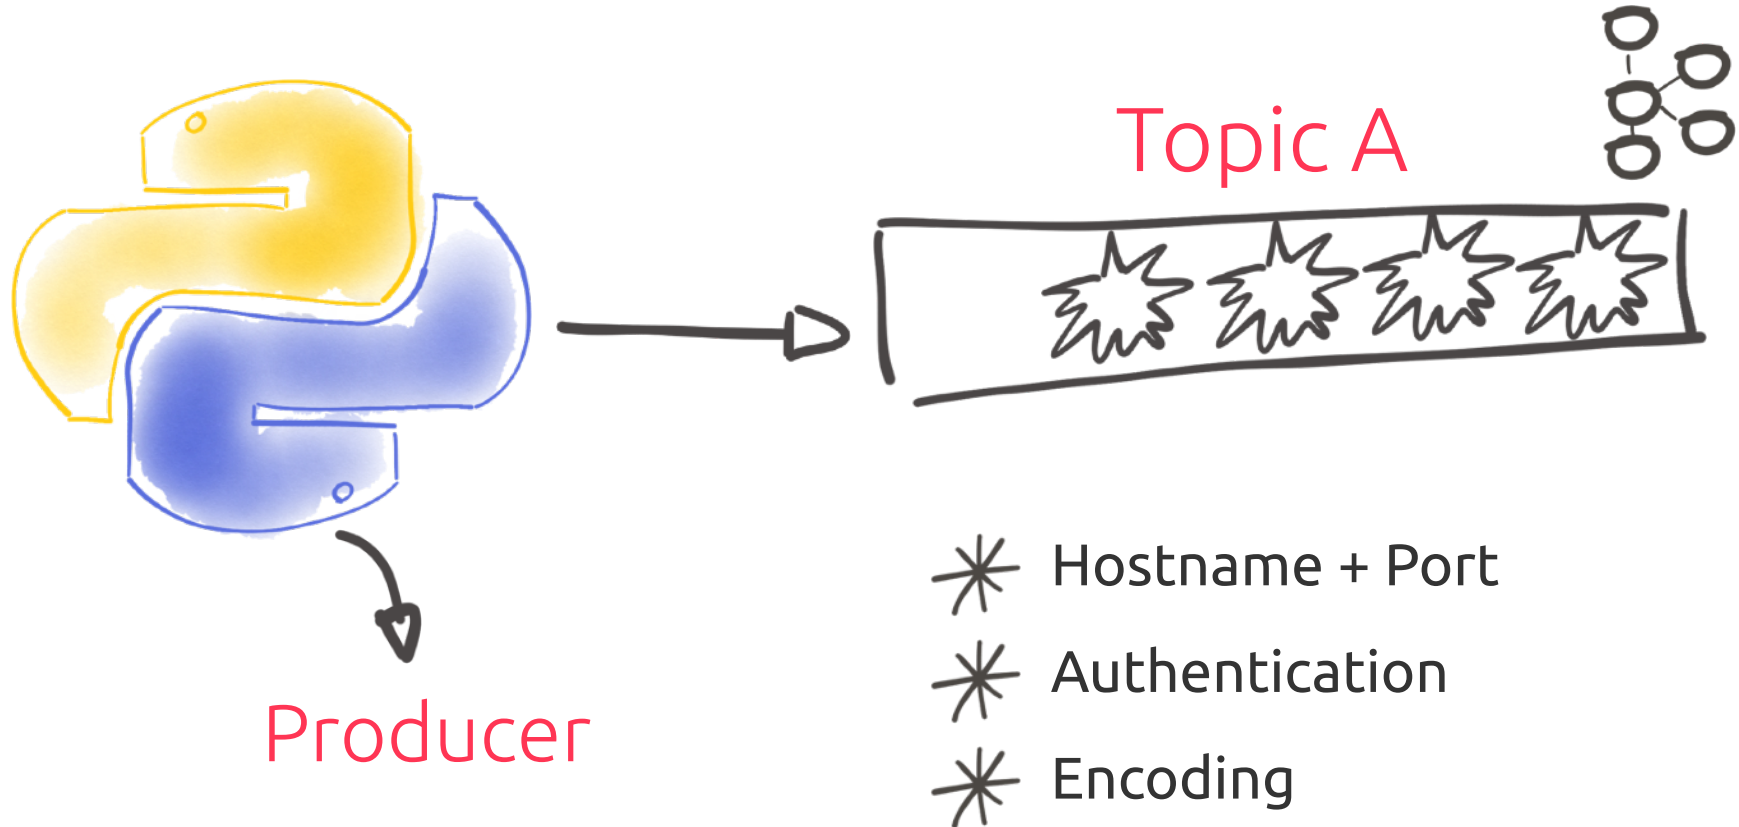 Topic A
Hostname + Port
Authentication
Producer
Encoding